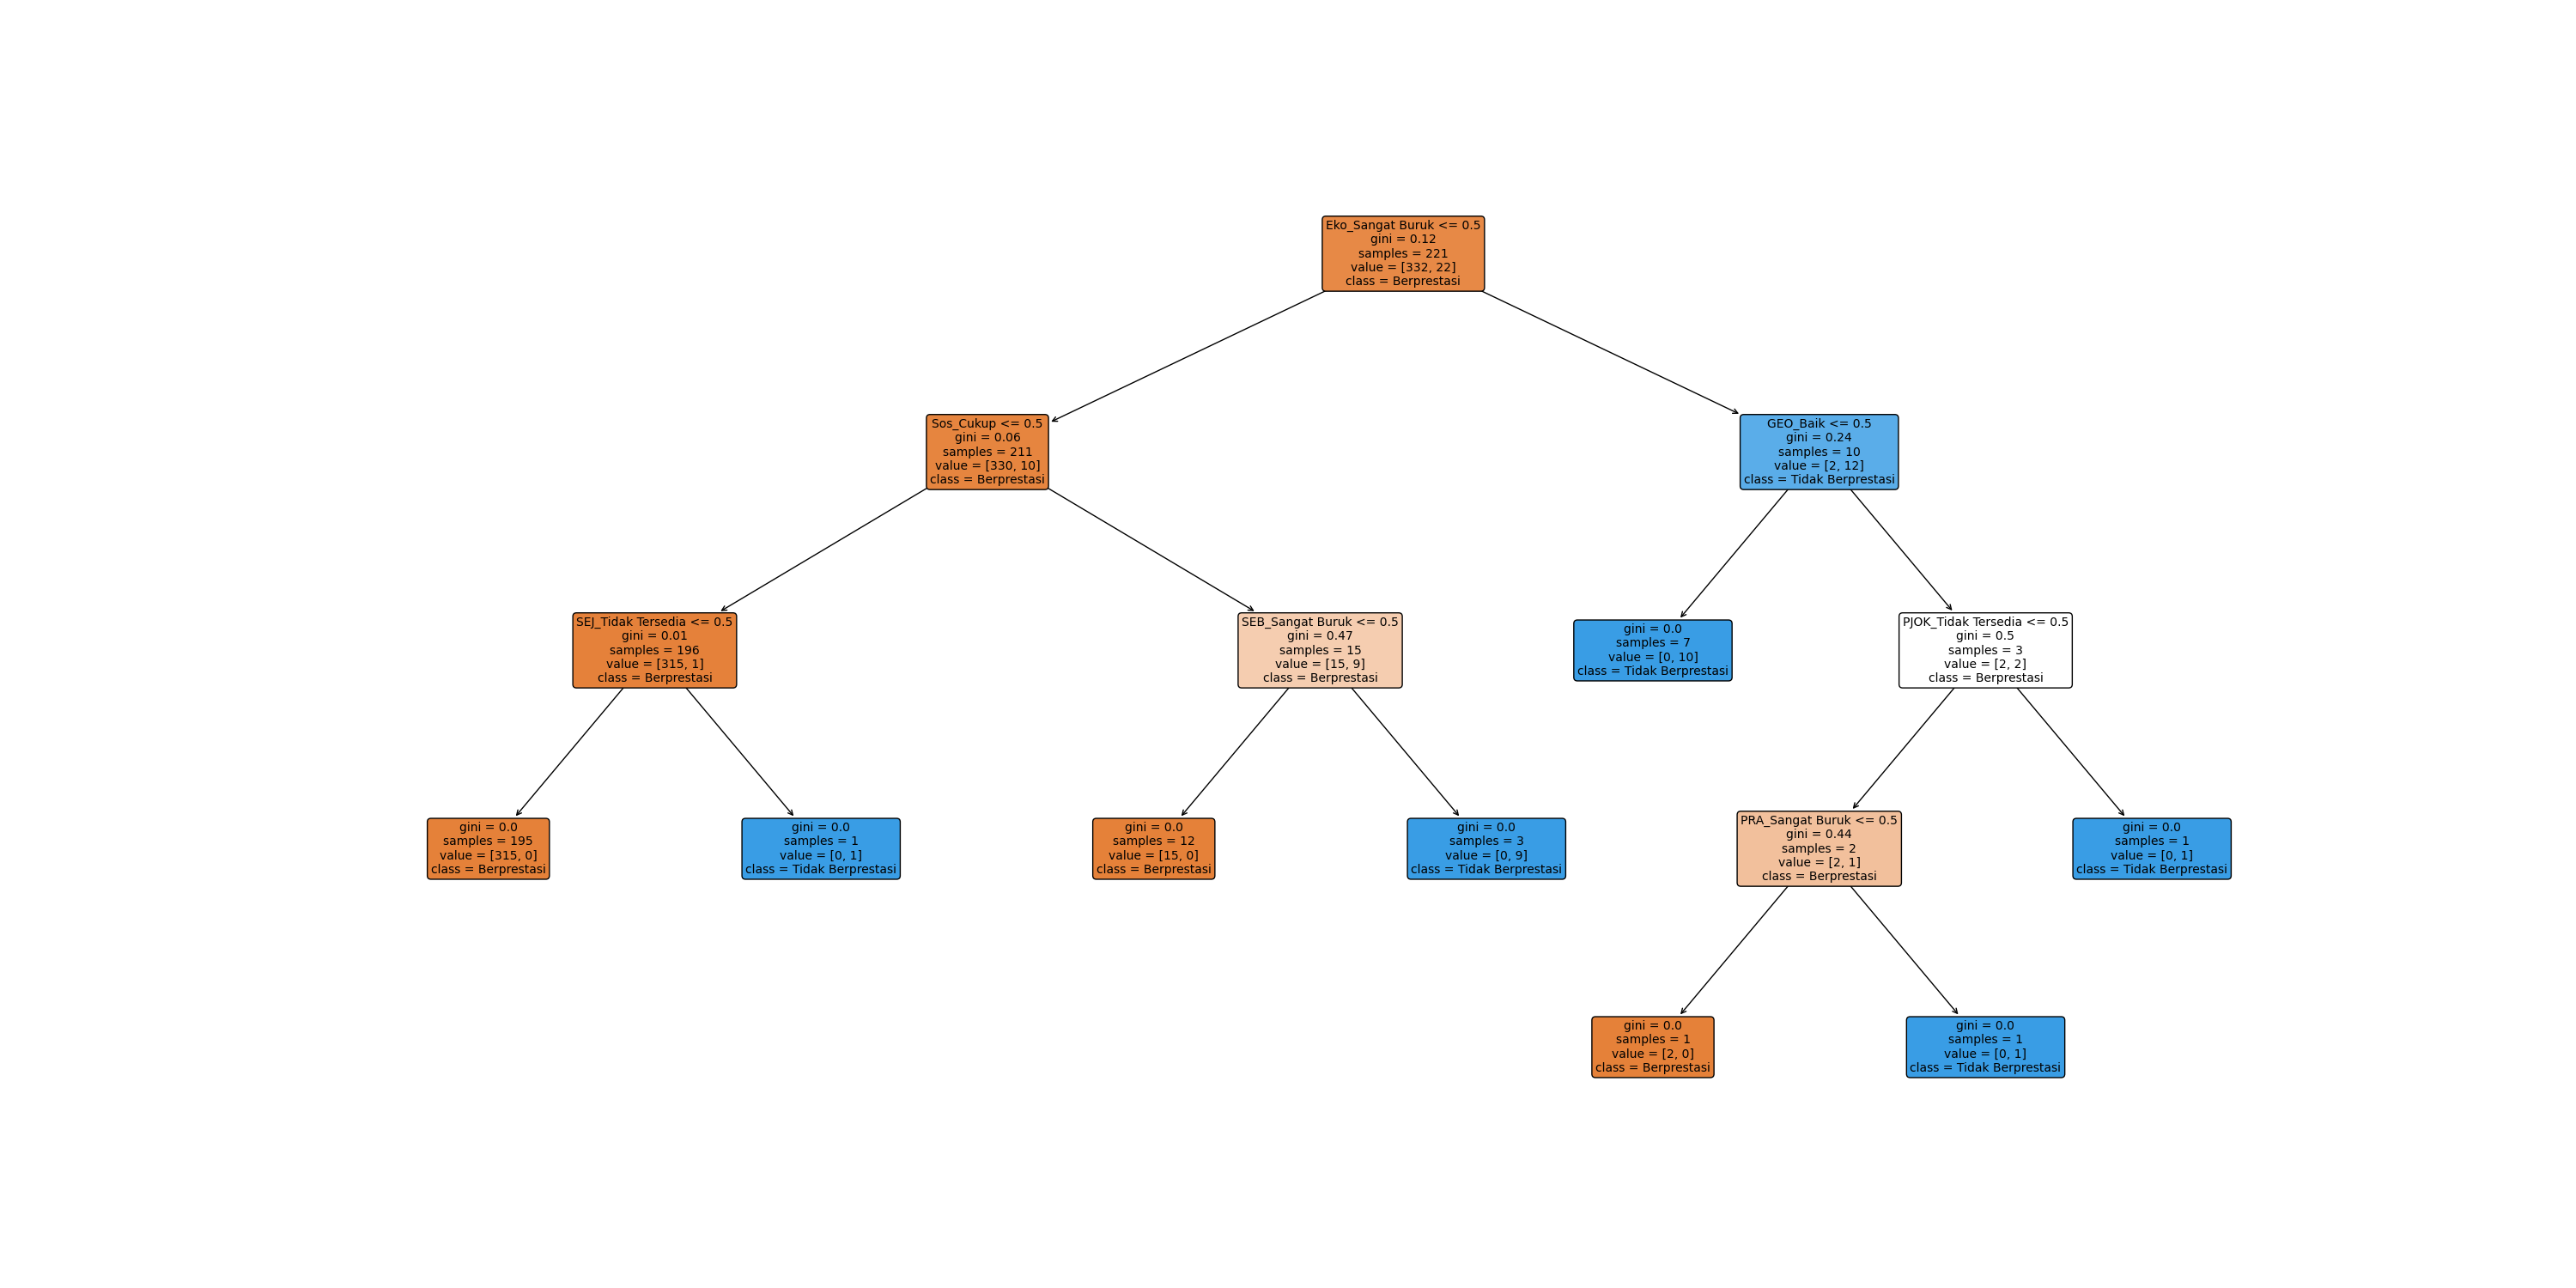 Eko_Sangat Buruk <= 0.5
gini = 0.12
samples = 221
value = [332, 22]
class = Berprestasi
Sos_Cukup <= 0.5
gini = 0.06
samples = 211
value = [330, 10]
class = Berprestasi
GEO_Baik <= 0.5
gini = 0.24
samples = 10
value = [2, 12]
class = Tidak Berprestasi
SEJ_Tidak Tersedia <= 0.5
gini = 0.01
samples = 196
value = [315, 1]
class = Berprestasi
SEB_Sangat Buruk <= 0.5
gini = 0.47
samples = 15
value = [15, 9]
class = Berprestasi
gini = 0.0
samples = 7
value = [0, 10]
class = Tidak Berprestasi
PJOK_Tidak Tersedia <= 0.5
gini = 0.5
samples = 3
value = [2, 2]
class = Berprestasi
gini = 0.0
samples = 195
value = [315, 0]
class = Berprestasi
gini = 0.0
samples = 1
value = [0, 1]
class = Tidak Berprestasi
gini = 0.0
samples = 12
value = [15, 0]
class = Berprestasi
gini = 0.0
samples = 3
value = [0, 9]
class = Tidak Berprestasi
PRA_Sangat Buruk <= 0.5
gini = 0.44
samples = 2
value = [2, 1]
class = Berprestasi
gini = 0.0
samples = 1
value = [0, 1]
class = Tidak Berprestasi
gini = 0.0
samples = 1
value = [2, 0]
class = Berprestasi
gini = 0.0
samples = 1
value = [0, 1]
class = Tidak Berprestasi